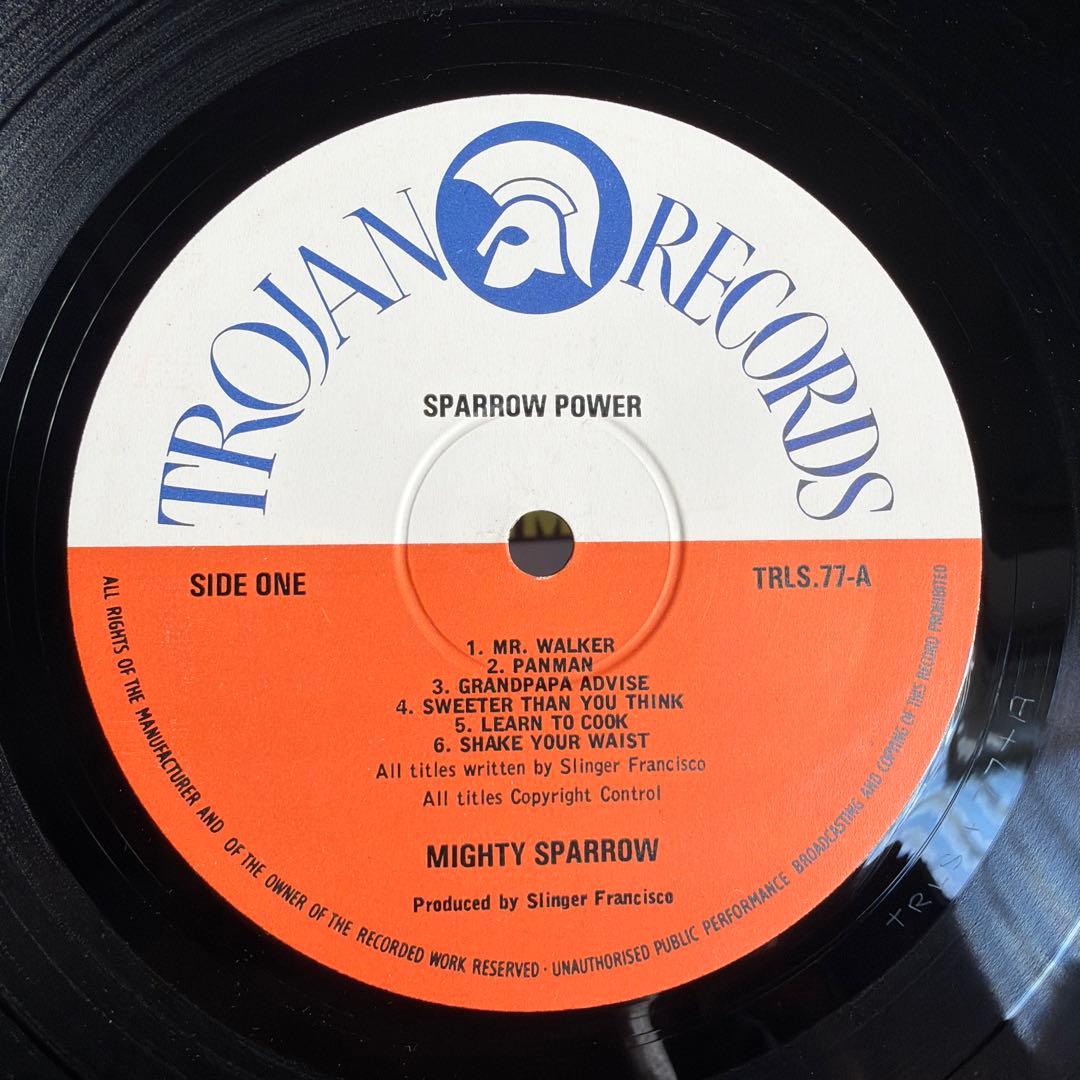 TROJAN RECORDS
SPARROW POWER
SIDE ONE
TRLS.77-A
1. MR. WALKER
2. PANMAN
3. GRANDPAPA ADVISE
4. SWEETER THAN YOU THINK
5. LEARN TO COOK
6. SHAKE YOUR WAIST
All titles written by Slinger Francisco
All titles Copyright Control
MIGHTY SPARROW
Produced by Slinger Francisco
ALL RIGHTS OF THE MANUFACTURER AND OF THE OWNER OF THE RECORDED WORK RESERVED · UNAUTHORISED PUBLIC PERFORMANCE BROADCASTING AND COPYING OF THIS RECORD PROHIBITED